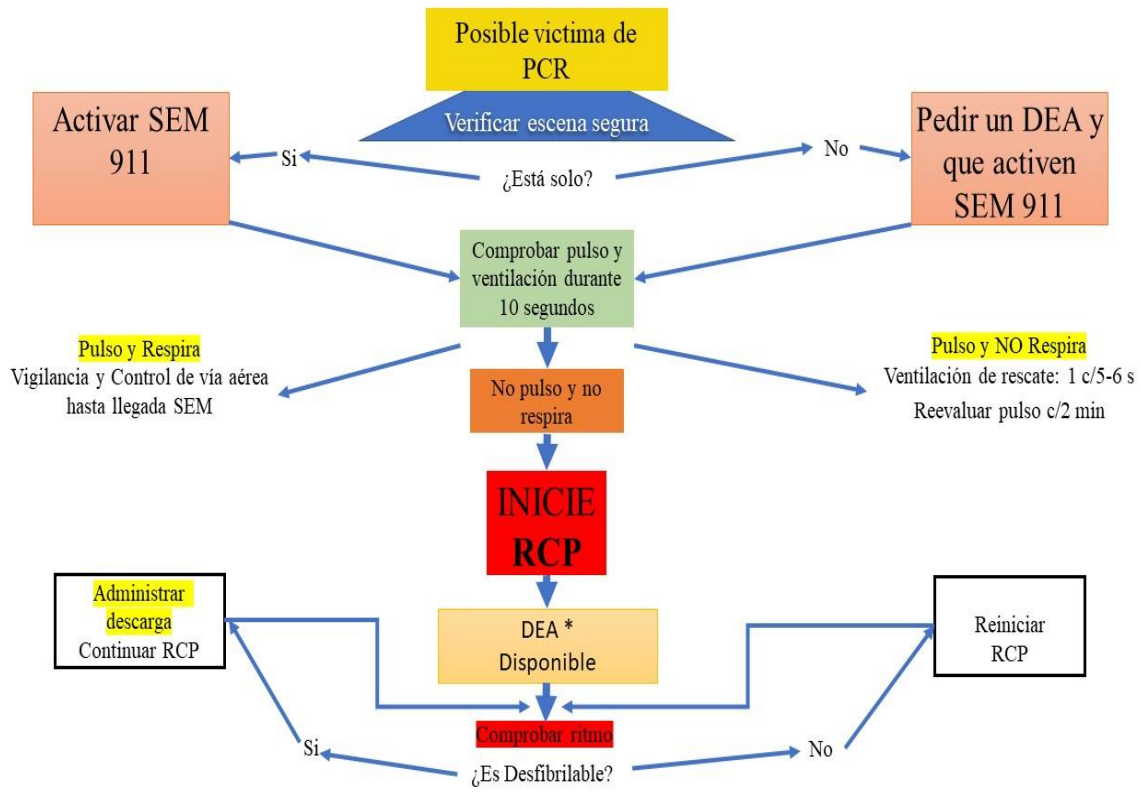 Posible victima de
PCR
Verificar escena segura
Activar SEM
911
Si
¿Está solo?
No
Pedir un DEA y
que activen
SEM 911
Comprobar pulso y
ventilación durante
10 segundos
Pulso y Respira
Vigilancia y Control de vía aérea
hasta llegada SEM
No pulso y no
respira
Pulso y NO Respira
Ventilación de rescate: 1 c/5-6 s
Reevaluar pulso c/2 min
INICIE
RCP
Administrar
descarga
Continuar RCP
DEA *
Disponible
Reiniciar
RCP
Comprobar ritmo
Si
¿Es Desfibrilable?
No